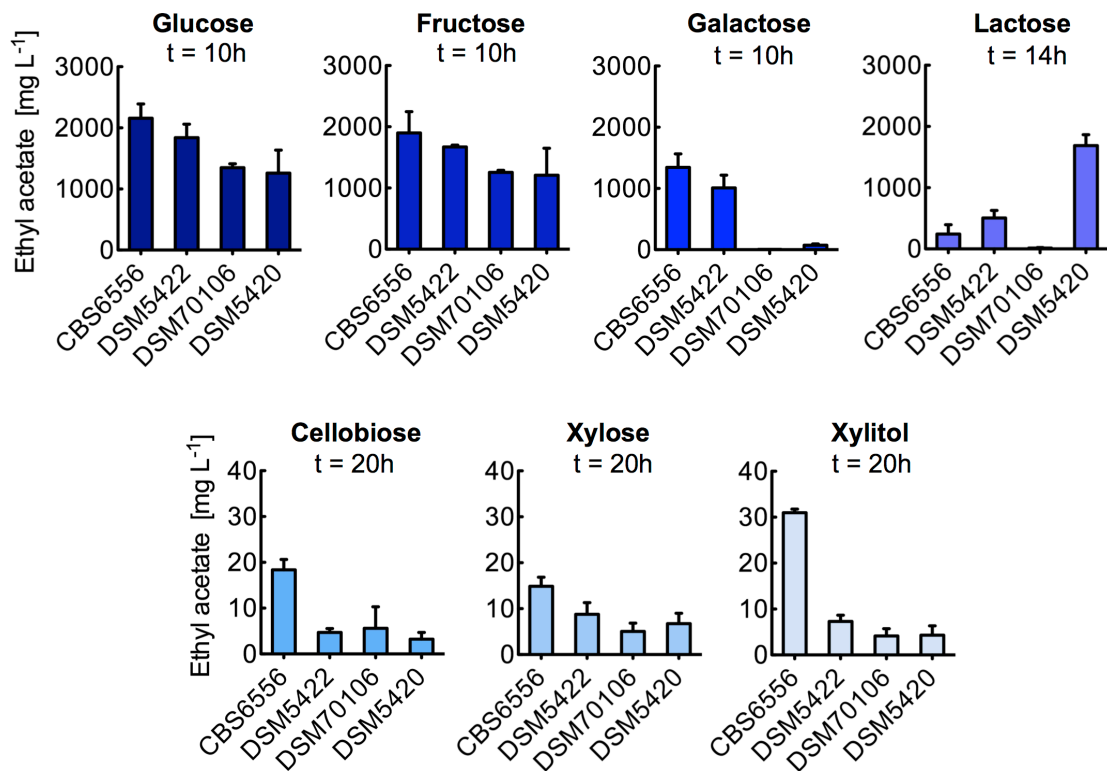 Glucose
t = 10h
Fructose
t = 10h
Galactose
t = 10h
Lactose
t = 14h
Ethyl acetate [mg L-1]
3000
2000
1000
0
CBS6556
DSM5422
DSM70106
DSM5420
3000
2000
1000
0
CBS6556
DSM5422
DSM70106
DSM5420
3000
2000
1000
0
CBS6556
DSM5422
DSM70106
DSM5420
3000
2000
1000
0
CBS6556
DSM5422
DSM70106
DSM5420
Cellobiose
t = 20h
Xylose
t = 20h
Xylitol
t = 20h
Ethyl acetate [mg L-1]
40
30
20
10
0
CBS6556
DSM5422
DSM70106
DSM5420
40
30
20
10
0
CBS6556
DSM5422
DSM70106
DSM5420
40
30
20
10
0
CBS6556
DSM5422
DSM70106
DSM5420